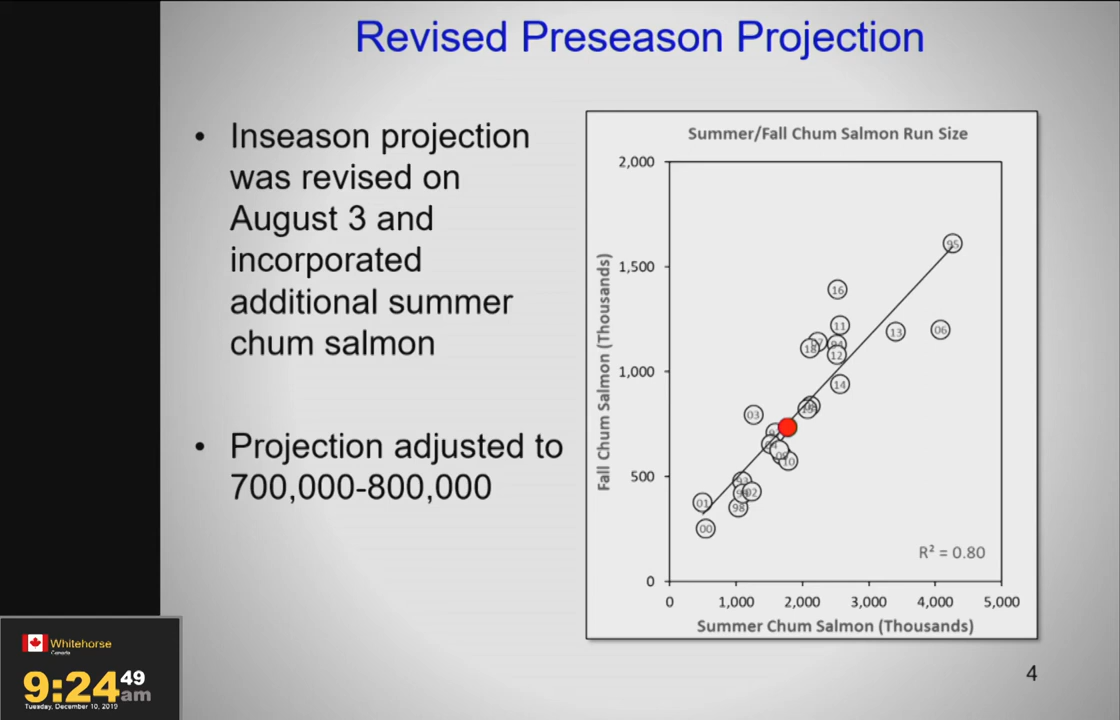 Revised Preseason Projection
• Inseason projection
was revised on
August 3 and
incorporated
additional summer
chum salmon
• Projection adjusted to
700,000-800,000
Summer/Fall Chum Salmon Run Size
Fall Chum Salmon (Thousands)
2,000
1,500
1,000
500
0
95
16
11
13
06
18
12
14
03
10
02
98
01
00
R² = 0.80
0 1,000 2,000 3,000 4,000 5,000
Summer Chum Salmon (Thousands)
4
Whitehorse
Canada
9:24 49 am
Tuesday, December 10, 2019